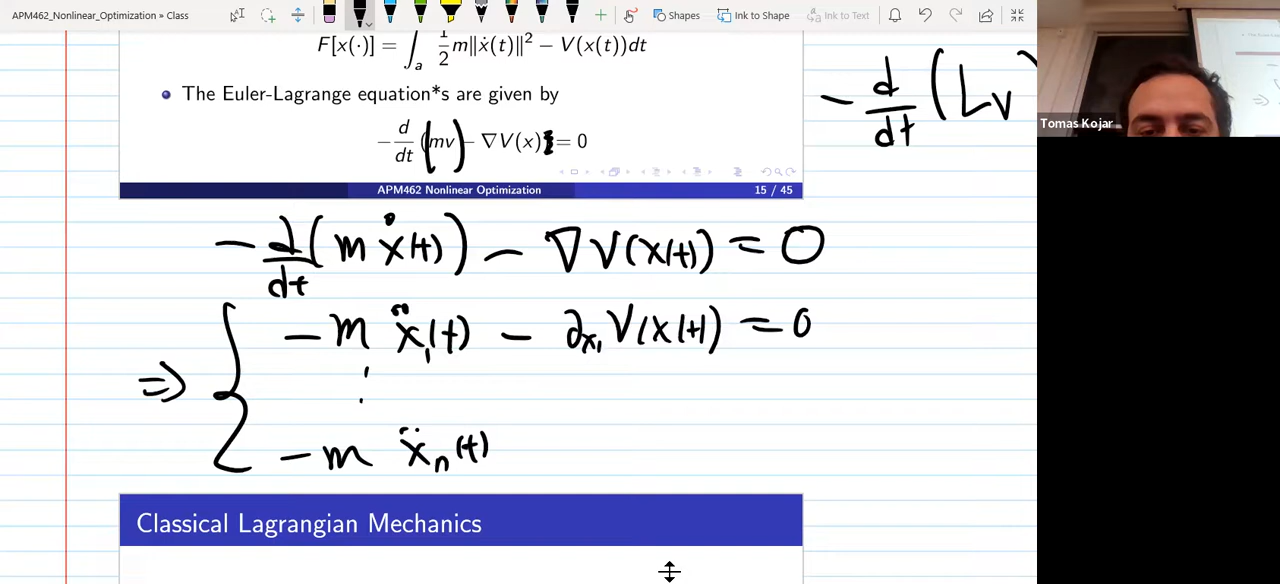 APM462_Nonlinear_Optimization » Class
Shapes
Ink to Shape
Ink to Text
F[x(·)] = ∫ₐ 1/2 m‖ẋ(t)‖² − V(x(t))dt
The Euler-Lagrange equation*s are given by
− d/dt (mv) − ∇V(x) = 0
− d/dt (Lv)
Tomas Kojar
APM462 Nonlinear Optimization
15 / 45
− d/dt (m ẋ(t)) − ∇V(x(t)) = 0
⇒ { − m ẍ₁(t) − ∂x₁ V(x(t)) = 0
⋮
− m ẍₙ(t)
Classical Lagrangian Mechanics